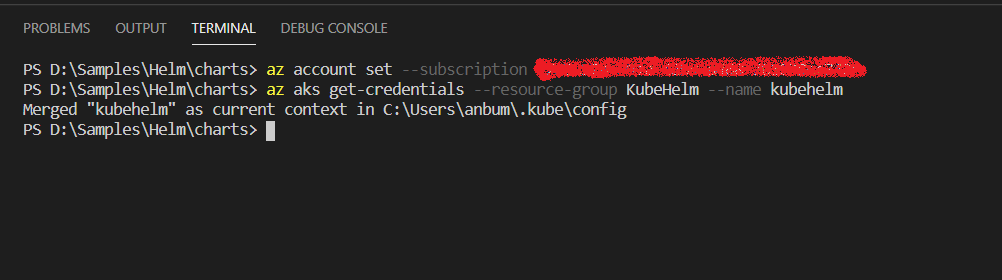 PROBLEMS OUTPUT TERMINAL DEBUG CONSOLE
PS D:\Samples\Helm\charts> az account set --subscription
PS D:\Samples\Helm\charts> az aks get-credentials --resource-group KubeHelm --name kubehelm
Merged "kubehelm" as current context in C:\Users\anbum\.kube\config
PS D:\Samples\Helm\charts>